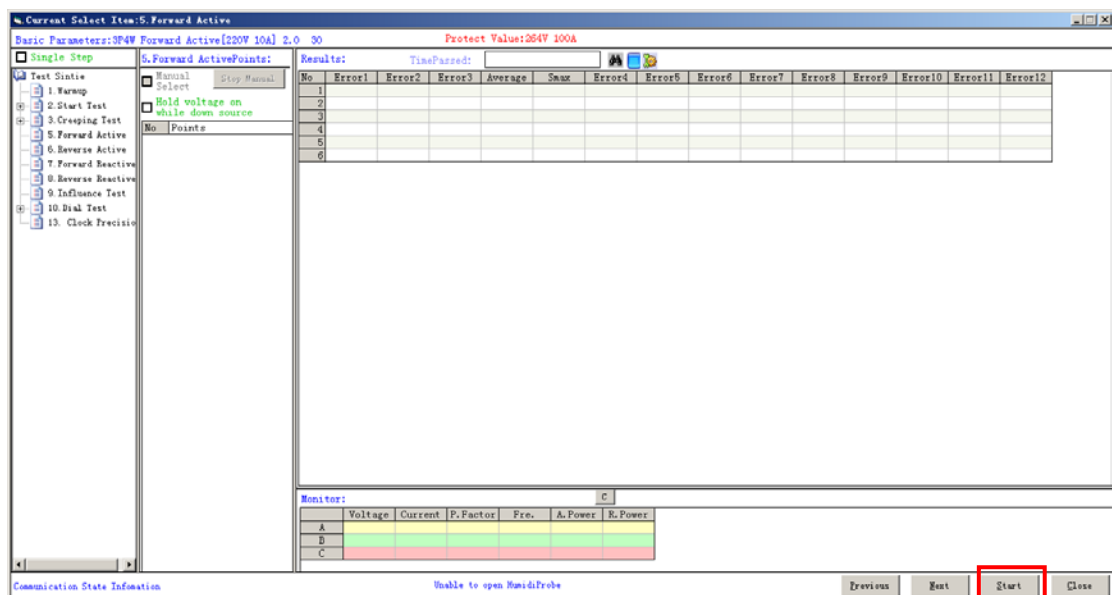 Current Select Item:5.Forward Active
Basic Parameters:3P4W Forward Active[220V 10A] 2.0 30 Protect Value:264V 100A
Single Step
Test Sintie
1.Warmup
2.Start Test
3.Creeping Test
5.Forward Active
6.Reverse Active
7.Forward Reactive
8.Reverse Reactive
9.Influence Test
10.Dial Test
13. Clock Precisio
5.Forward ActivePoints:
Manual Select
Stop Manual
Hold voltage on
while down source
No Points
Results: TimePassed:
No Error1 Error2 Error3 Average Smax Error4 Error5 Error6 Error7 Error8 Error9 Error10 Error11 Error12
1
2
3
4
5
6
Monitor: C
Voltage Current P.Factor Fre. A.Power R.Power
A
B
C
Communication State Infomation Unable to open HumidiProbe Previous Next Start Close